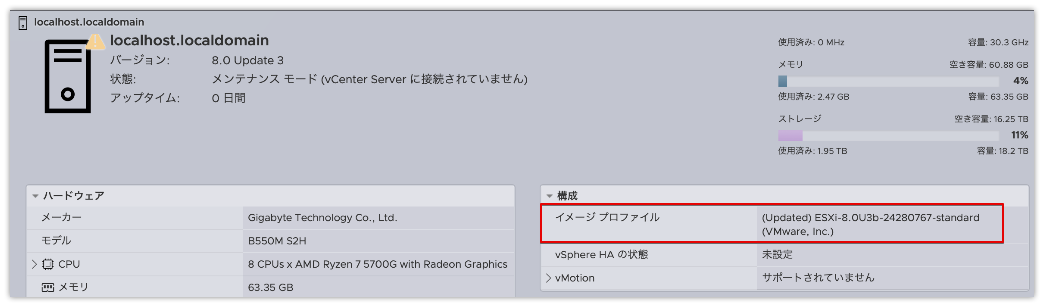 localhost.localdomain
localhost.localdomain
バージョン: 8.0 Update 3
状態: メンテナンス モード (vCenter Server に接続されていません)
アップタイム: 0 日間
使用済み: 0 MHz 容量: 30.3 GHz
メモリ 空き容量: 60.88 GB
4%
使用済み: 2.47 GB 容量: 63.35 GB
ストレージ 空き容量: 16.25 TB
11%
使用済み: 1.95 TB 容量: 18.2 TB
ハードウェア
メーカー Gigabyte Technology Co., Ltd.
モデル B550M S2H
CPU 8 CPUs x AMD Ryzen 7 5700G with Radeon Graphics
メモリ 63.35 GB
構成
イメージ プロファイル (Updated) ESXi-8.0U3b-24280767-standard
(VMware, Inc.)
vSphere HA の状態 未設定
vMotion サポートされていません